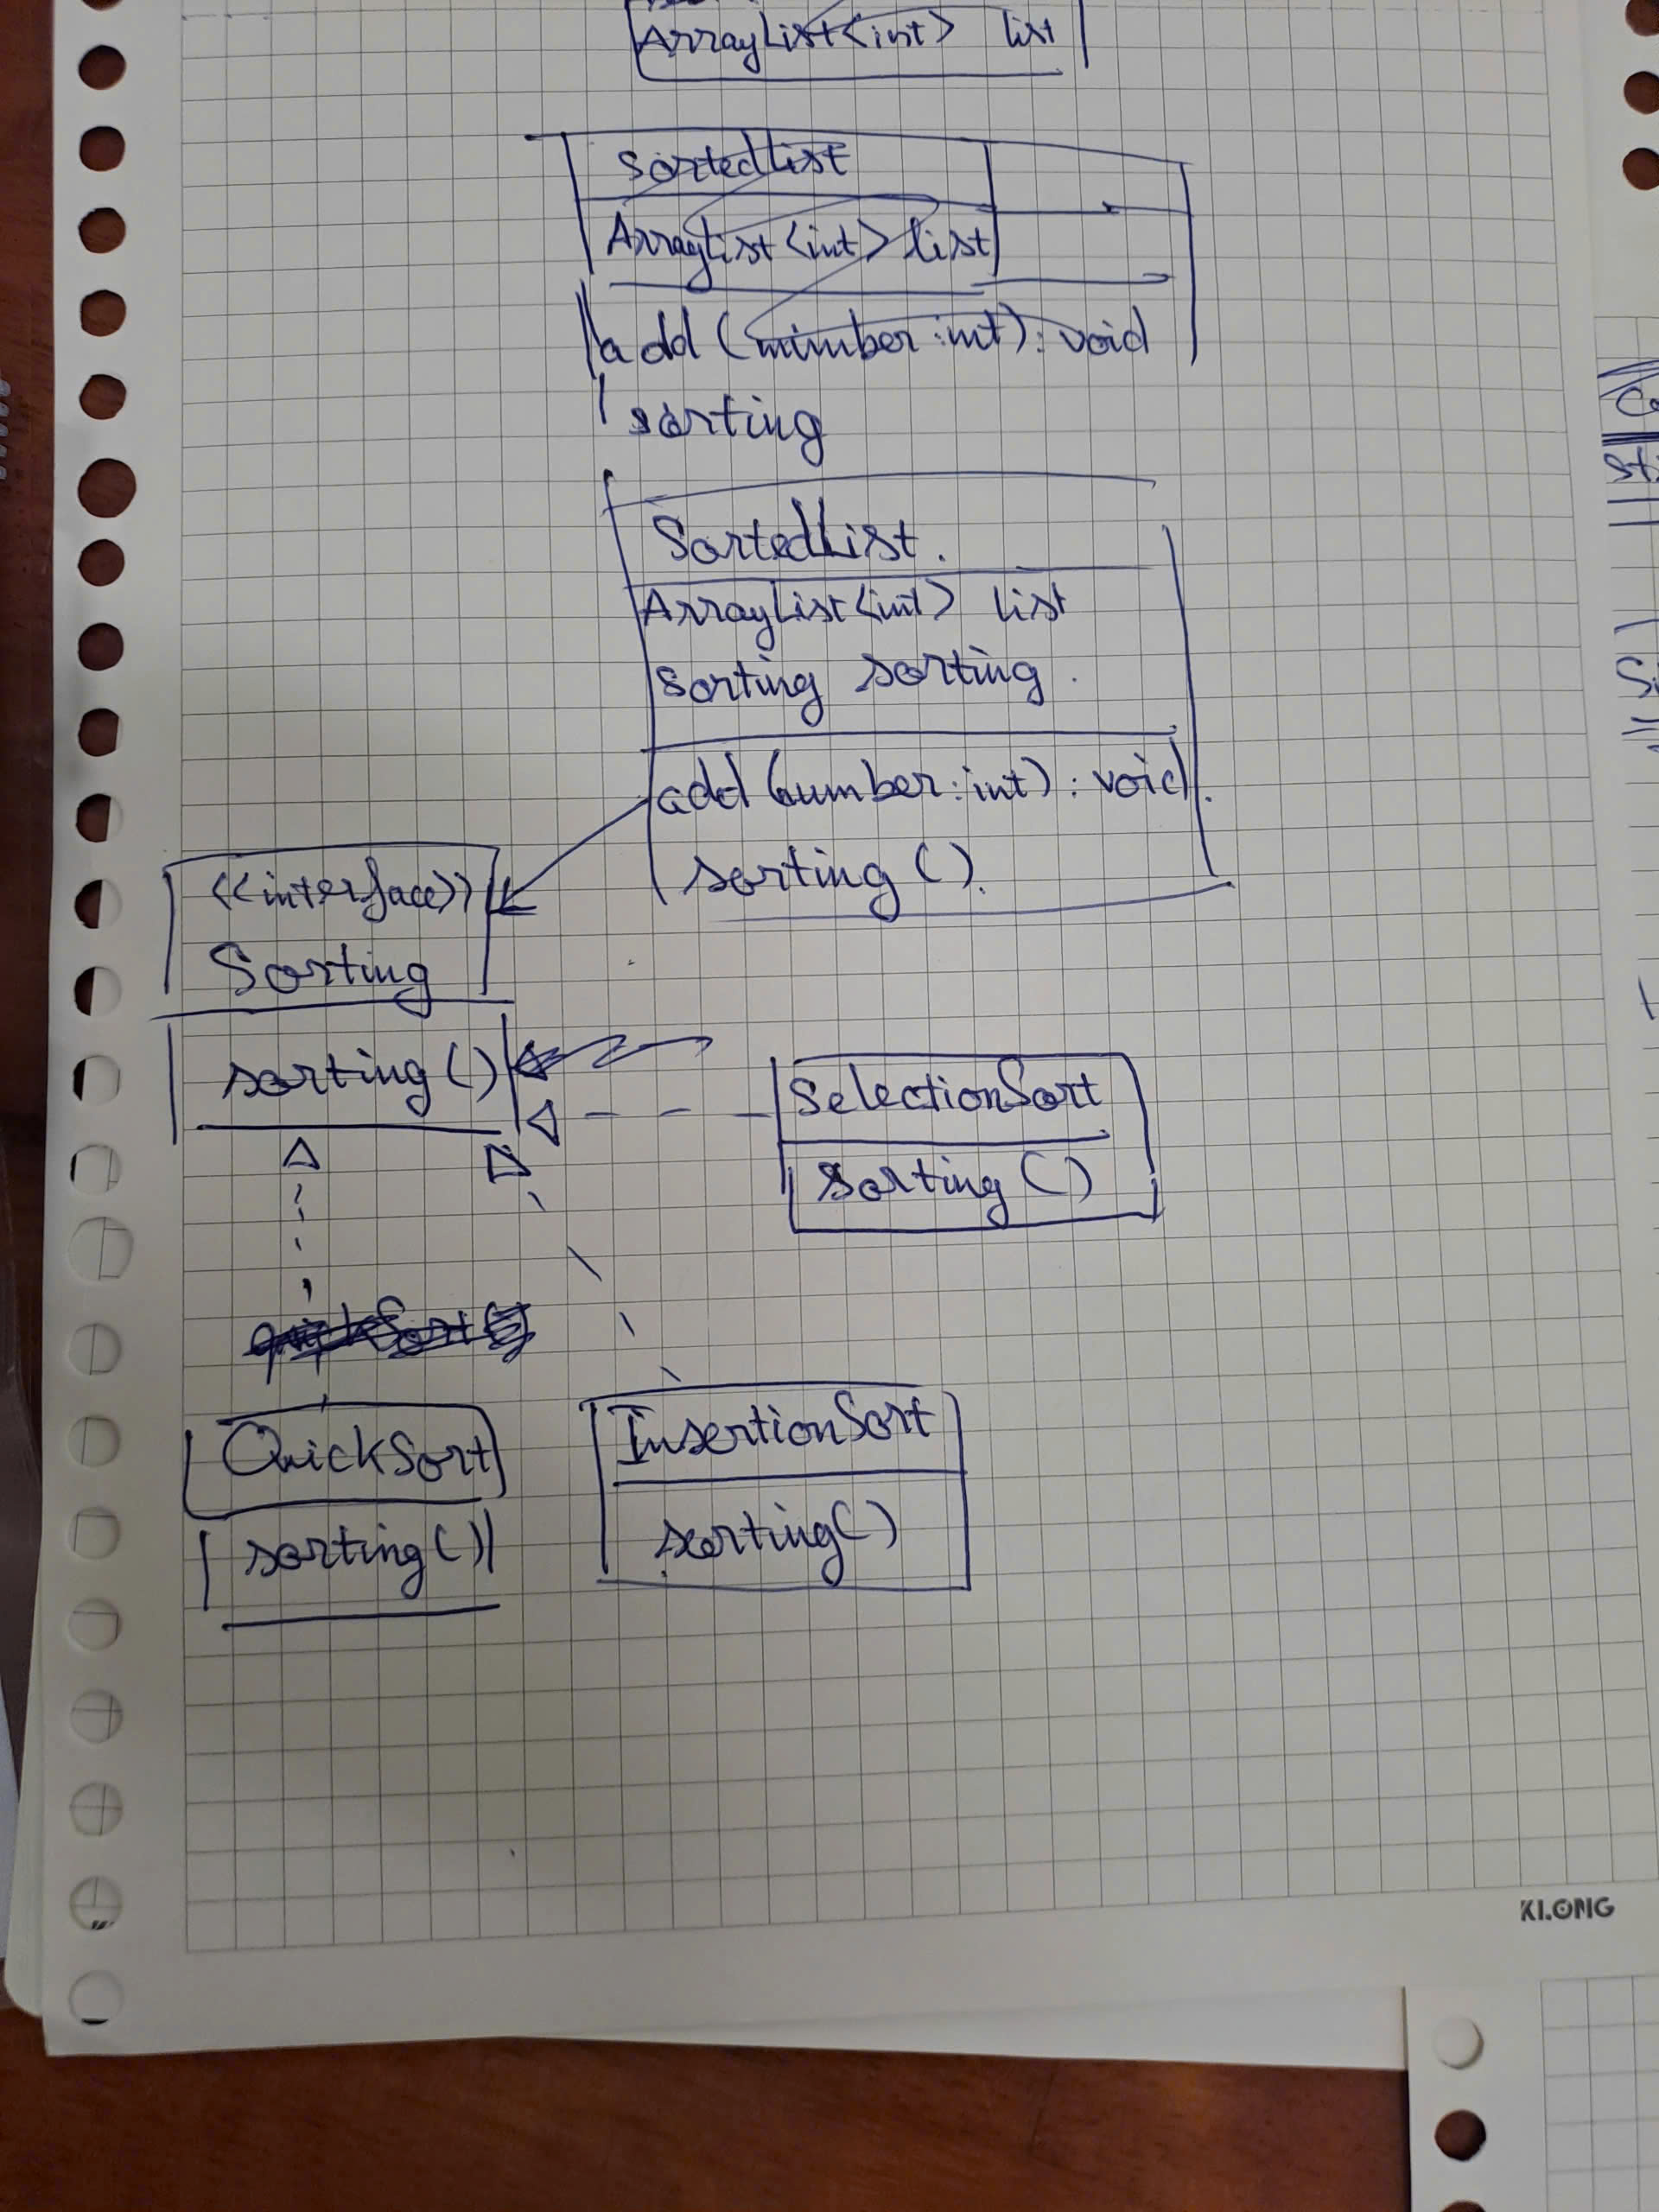 ArrayList<int> list
SortedList
ArrayList<int> list
add (number:int): void
sorting
SortedList.
ArrayList<int> list
sorting sorting.
add (number:int): void.
sorting ().
<<interface>>
Sorting
sorting ()
SelectionSort
sorting ()
quickSort
QuickSort
sorting ()
InsertionSort
sorting()
KLONG